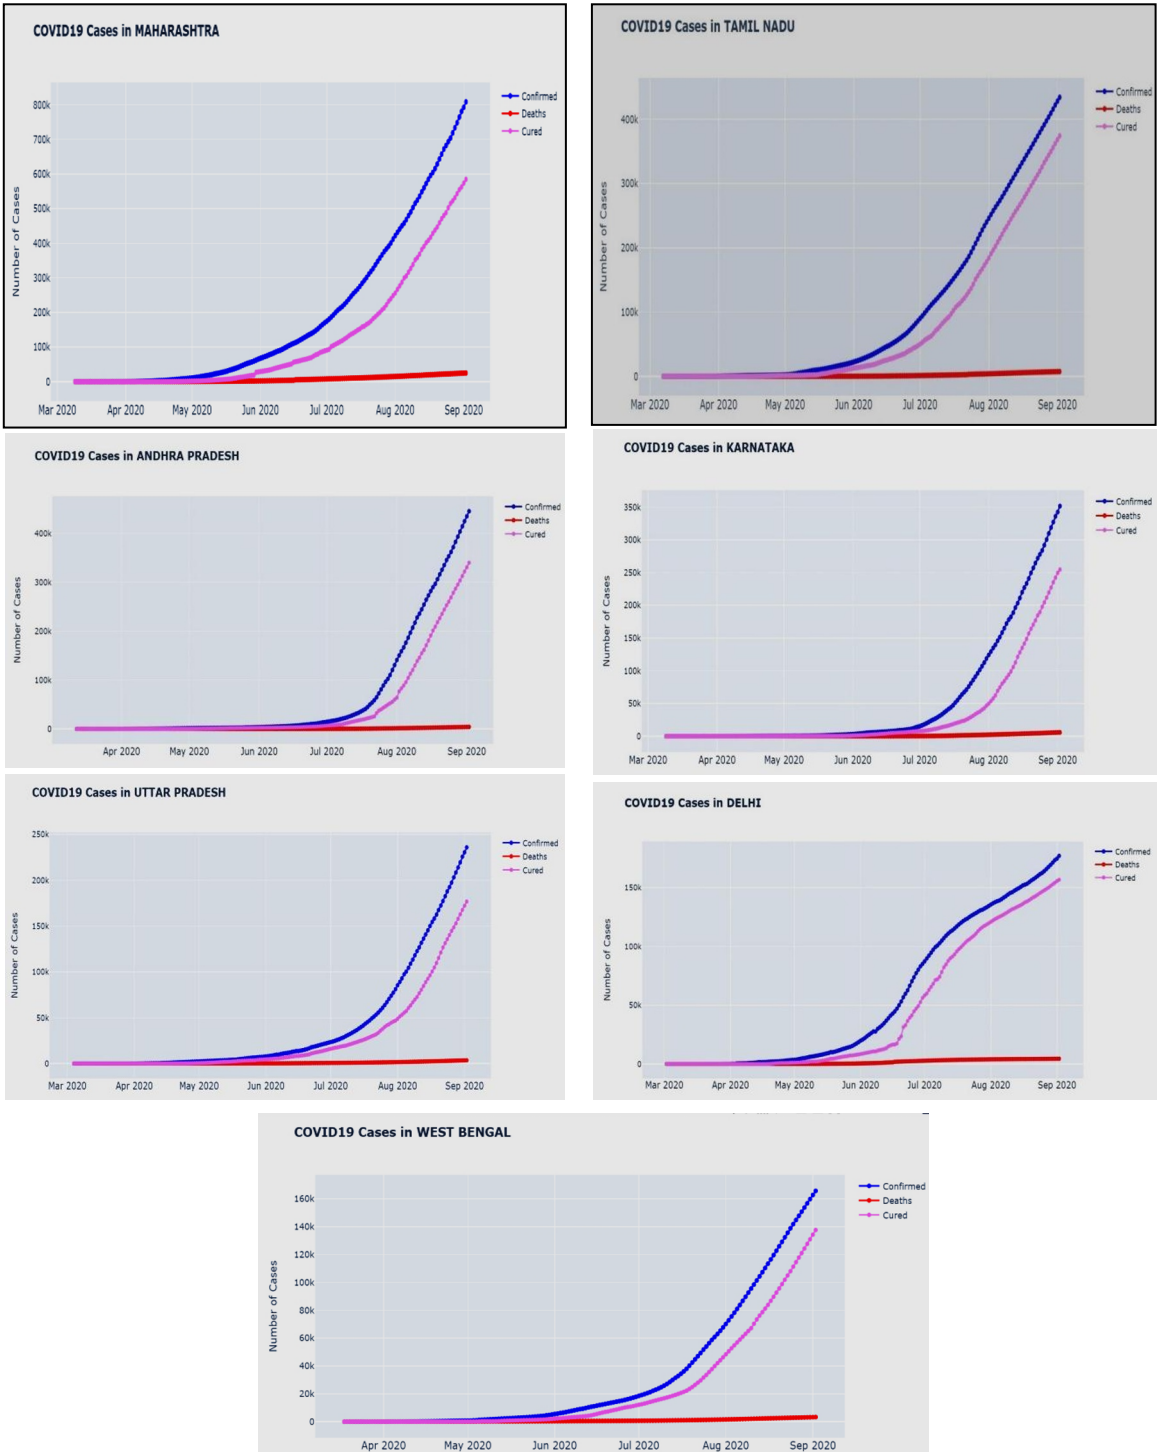 COVID19 Cases in MAHARASHTRA
Number of Cases
800k
700k
600k
500k
400k
300k
200k
100k
0
Mar 2020 Apr 2020 May 2020 Jun 2020 Jul 2020 Aug 2020 Sep 2020
Confirmed
Deaths
Cured
COVID19 Cases in TAMIL NADU
Number of Cases
400k
300k
200k
100k
0
Mar 2020 Apr 2020 May 2020 Jun 2020 Jul 2020 Aug 2020 Sep 2020
Confirmed
Deaths
Cured
COVID19 Cases in ANDHRA PRADESH
Number of Cases
400k
300k
200k
100k
0
Apr 2020 May 2020 Jun 2020 Jul 2020 Aug 2020 Sep 2020
Confirmed
Deaths
Cured
COVID19 Cases in KARNATAKA
Number of Cases
350k
300k
250k
200k
150k
100k
50k
0
Mar 2020 Apr 2020 May 2020 Jun 2020 Jul 2020 Aug 2020 Sep 2020
Confirmed
Deaths
Cured
COVID19 Cases in UTTAR PRADESH
Number of Cases
250k
200k
150k
100k
50k
0
Mar 2020 Apr 2020 May 2020 Jun 2020 Jul 2020 Aug 2020 Sep 2020
Confirmed
Deaths
Cured
COVID19 Cases in DELHI
Number of Cases
150k
100k
50k
0
Mar 2020 Apr 2020 May 2020 Jun 2020 Jul 2020 Aug 2020 Sep 2020
Confirmed
Deaths
Cured
COVID19 Cases in WEST BENGAL
Number of Cases
160k
140k
120k
100k
80k
60k
40k
20k
0
Apr 2020 May 2020 Jun 2020 Jul 2020 Aug 2020 Sep 2020
Confirmed
Deaths
Cured